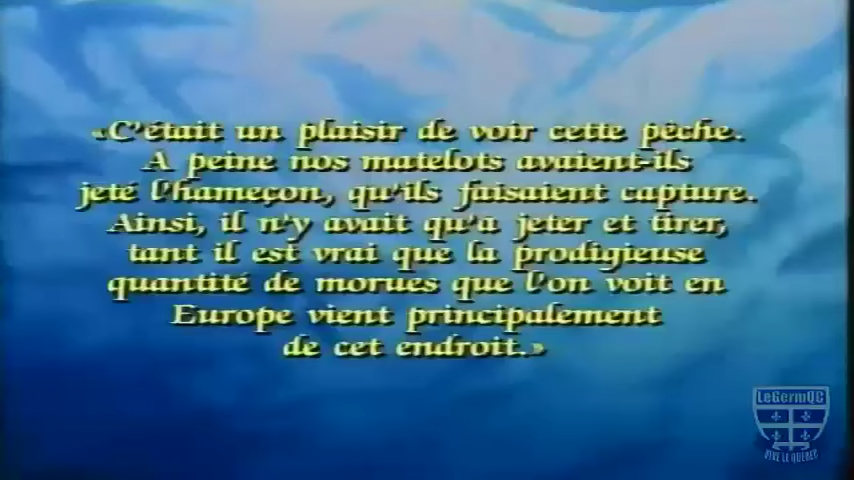 «C'était un plaisir de voir cette pêche.
A peine nos matelots avaient-ils
jeté l'hameçon, qu'ils faisaient capture.
Ainsi, il n'y avait qu'à jeter et tirer,
tant il est vrai que la prodigieuse
quantité de morues que l'on voit en
Europe vient principalement
de cet endroit.»
LeGermQC
VIVE LE QUÉBEC